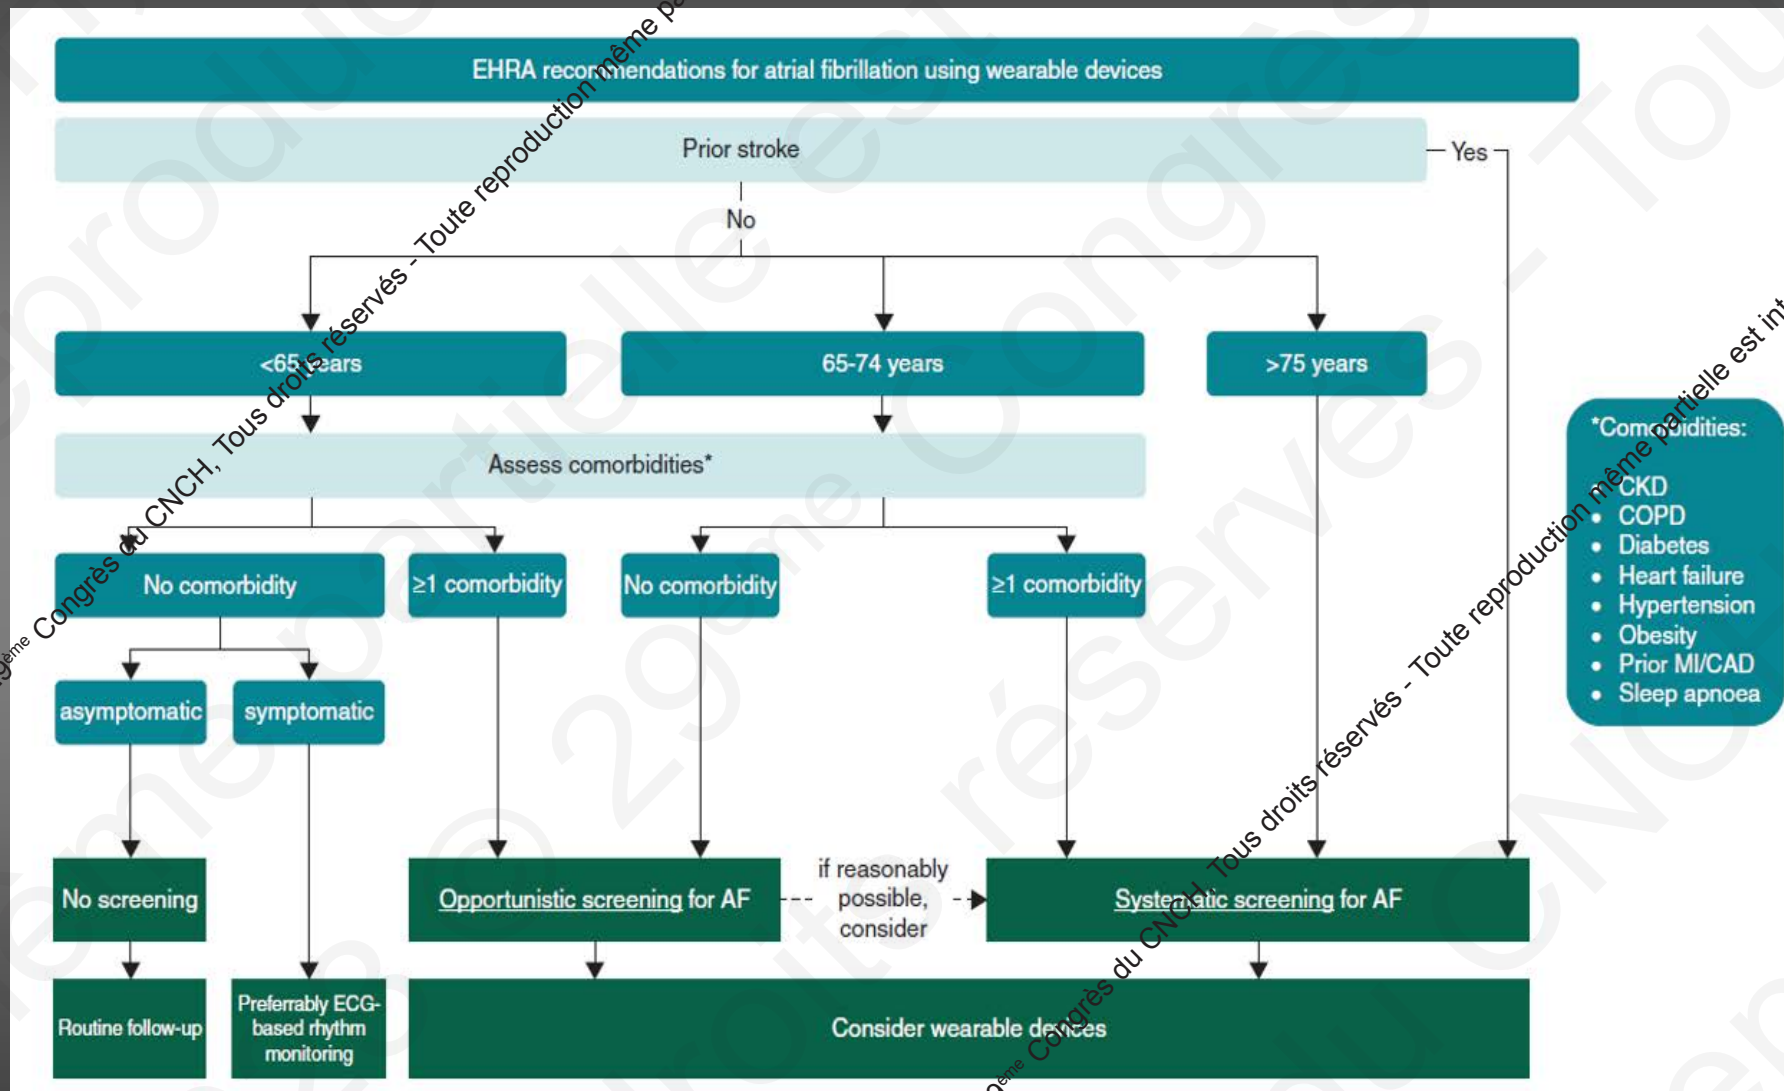 EHRA recommendations for atrial fibrillation using wearable devices
Prior stroke
Yes
No
<65 years
65-74 years
>75 years
Assess comorbidities*
No comorbidity
≥1 comorbidity
No comorbidity
≥1 comorbidity
asymptomatic
symptomatic
*Comorbidities:
• CKD
• COPD
• Diabetes
• Heart failure
• Hypertension
• Obesity
• Prior MI/CAD
• Sleep apnoea
No screening
Opportunistic screening for AF
if reasonably
possible,
consider
Systematic screening for AF
Routine follow-up
Preferrably ECG-
based rhythm
monitoring
Consider wearable devices
Congrès du CNCH, Tous droits réservés - Toute reproduction même
Congrès du CNCH, Tous droits réservés - Toute reproduction même partielle est